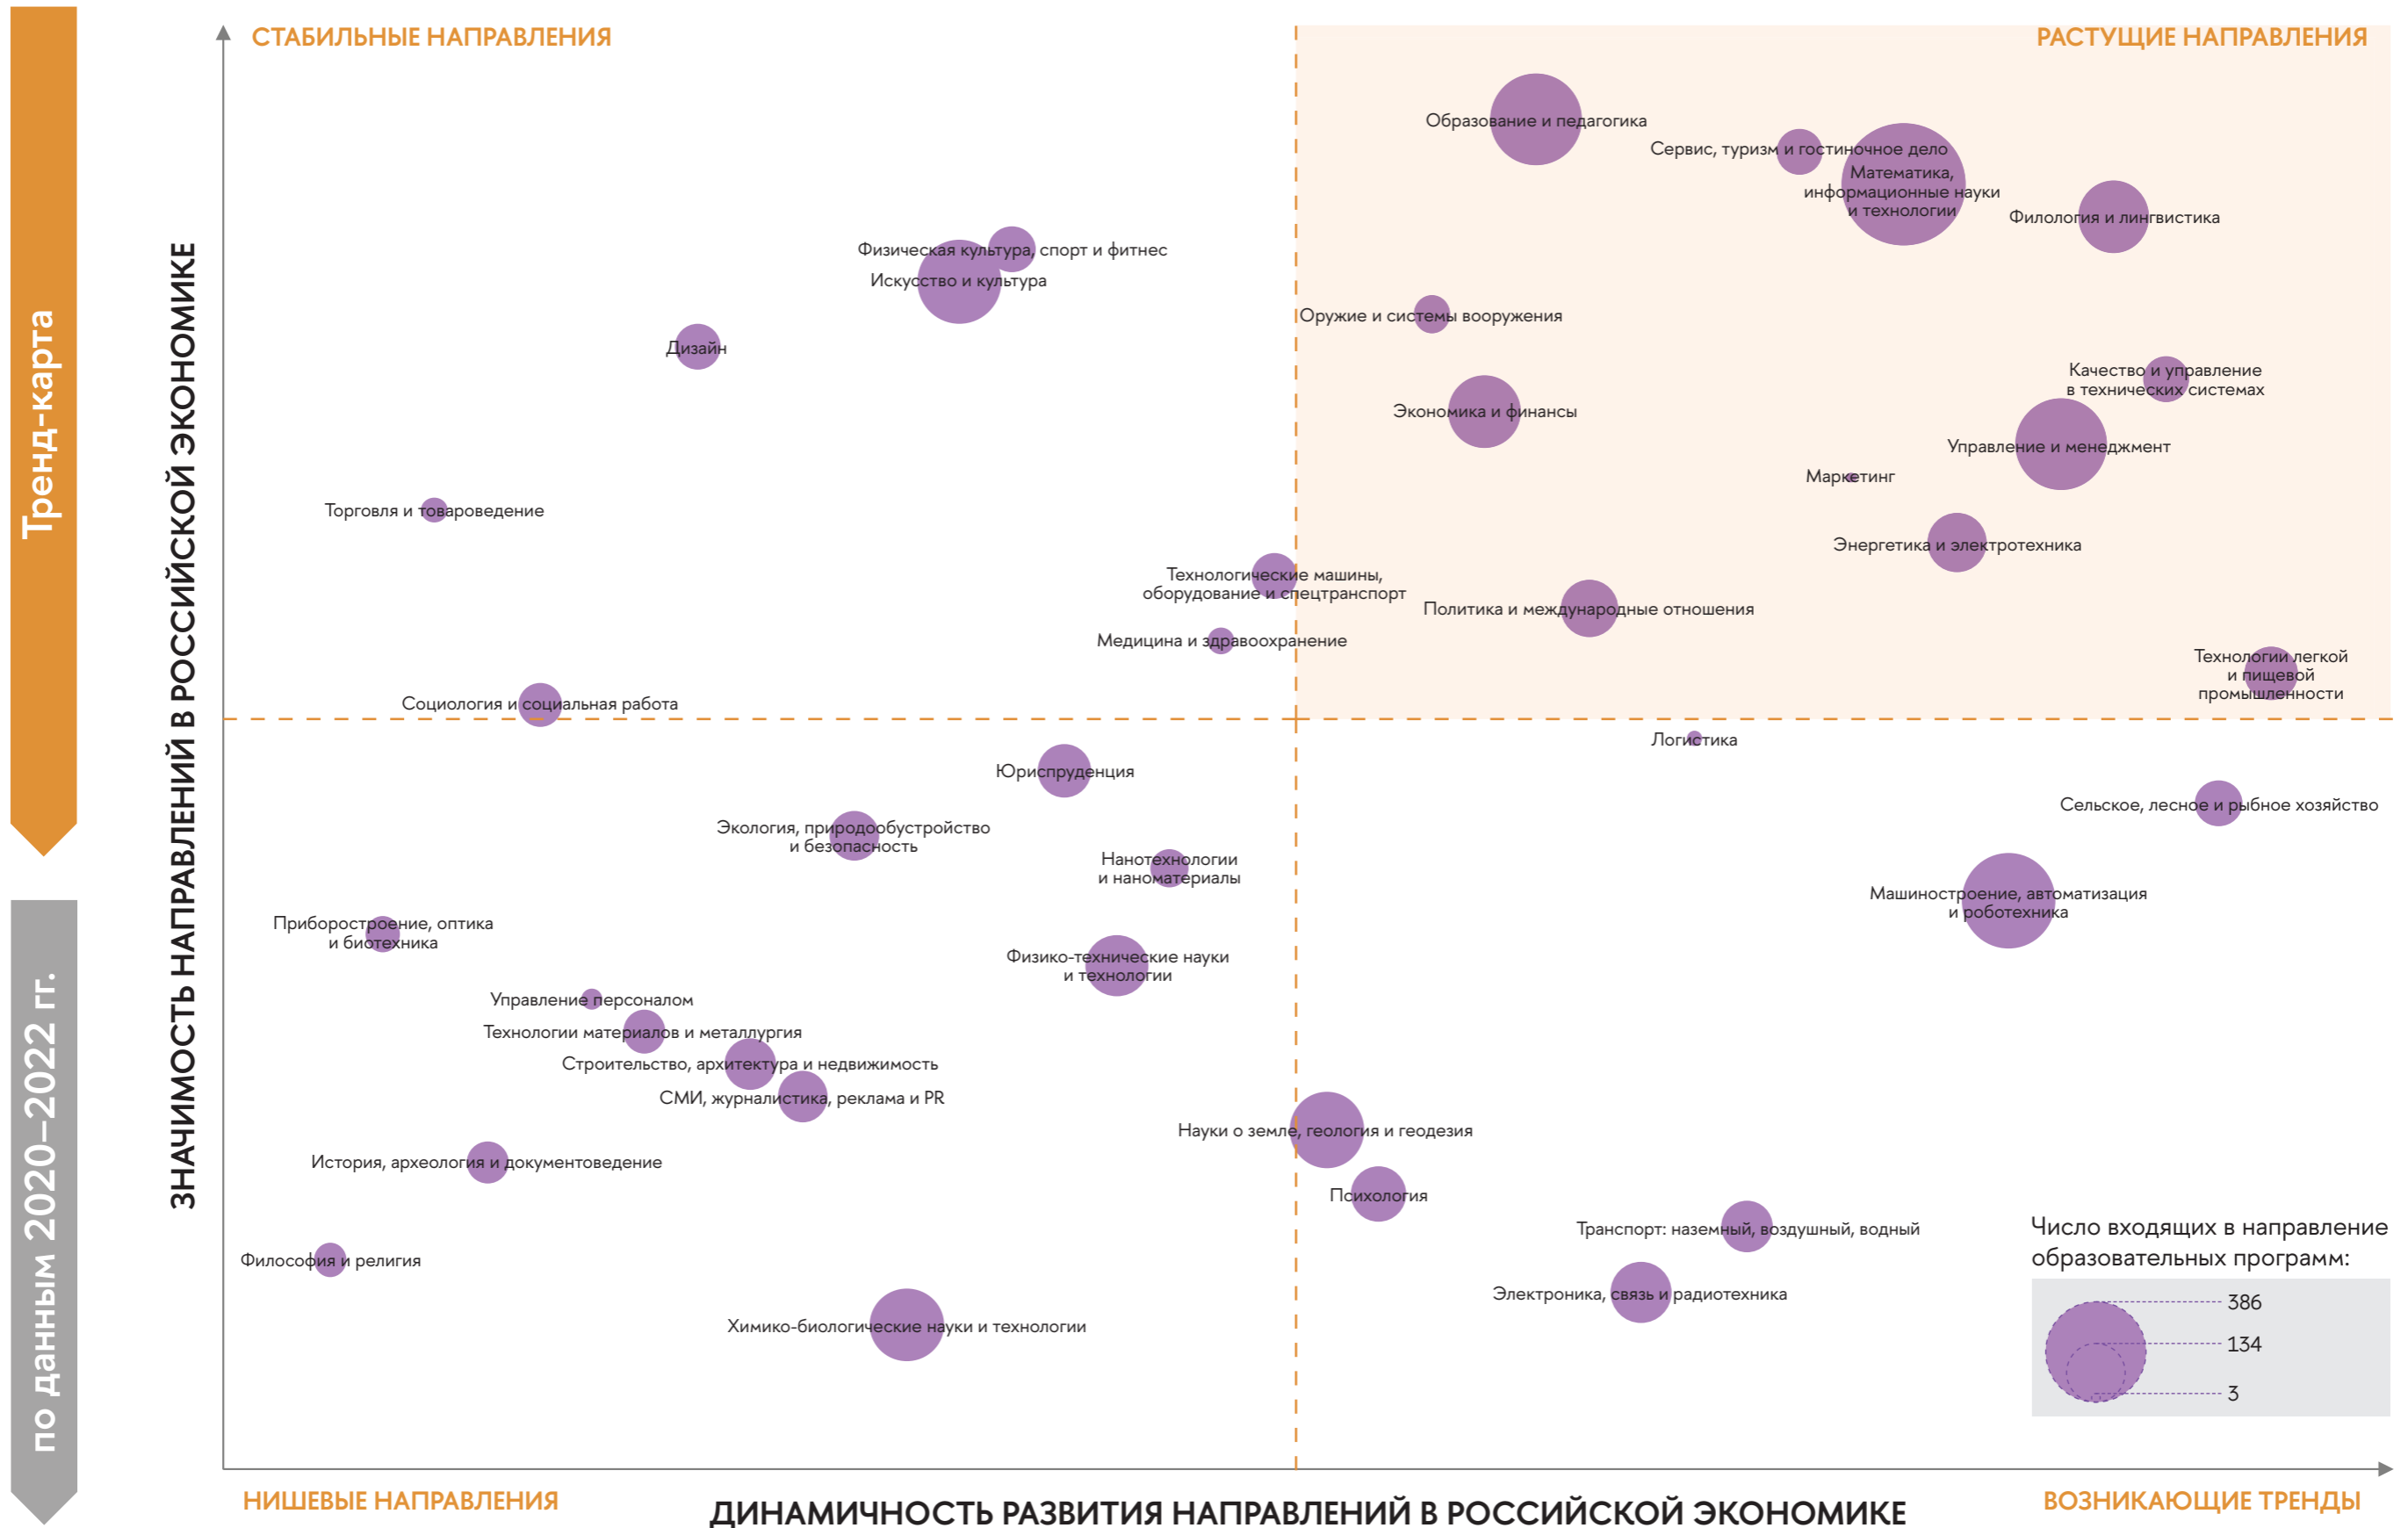 Тренд-карта
по данным 2020–2022 гг.
ЗНАЧИМОСТЬ НАПРАВЛЕНИЙ В РОССИЙСКОЙ ЭКОНОМИКЕ
СТАБИЛЬНЫЕ НАПРАВЛЕНИЯ
РАСТУЩИЕ НАПРАВЛЕНИЯ
Образование и педагогика
Сервис, туризм и гостиночное дело
Математика,
информационные науки
и технологии
Филология и лингвистика
Физическая культура, спорт и фитнес
Искусство и культура
Оружие и системы вооружения
Дизайн
Качество и управление
в технических системах
Экономика и финансы
Управление и менеджмент
Маркетинг
Торговля и товароведение
Энергетика и электротехника
Технологические машины,
оборудование и спецтранспорт
Политика и международные отношения
Медицина и здравоохранение
Технологии легкой
и пищевой
промышленности
Социология и социальная работа
Логистика
Юриспруденция
Сельское, лесное и рыбное хозяйство
Экология, природообустройство
и безопасность
Нанотехнологии
и наноматериалы
Машиностроение, автоматизация
и роботехника
Приборостроение, оптика
и биотехника
Физико-технические науки
и технологии
Управление персоналом
Технологии материалов и металлургия
Строительство, архитектура и недвижимость
СМИ, журналистика, реклама и PR
Науки о земле, геология и геодезия
История, археология и документоведение
Психология
Транспорт: наземный, воздушный, водный
Философия и религия
Электроника, связь и радиотехника
Химико-биологические науки и технологии
Число входящих в направление
образовательных программ:
386
134
3
НИШЕВЫЕ НАПРАВЛЕНИЯ
ВОЗНИКАЮЩИЕ ТРЕНДЫ
ДИНАМИЧНОСТЬ РАЗВИТИЯ НАПРАВЛЕНИЙ В РОССИЙСКОЙ ЭКОНОМИКЕ